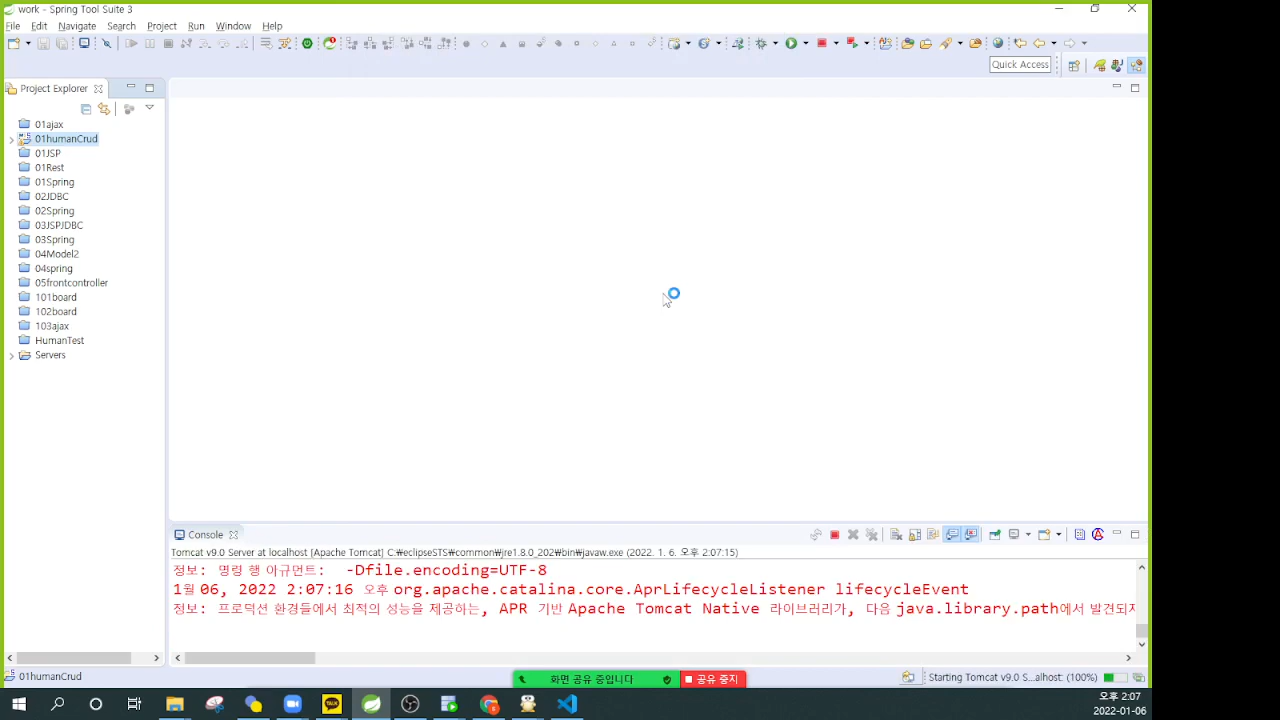 work - Spring Tool Suite 3
File Edit Navigate Search Project Run Window Help
Quick Access
Project Explorer
01ajax
01humanCrud
01JSP
01Rest
01Spring
02JDBC
02Spring
03JSPJDBC
03Spring
04Model2
04spring
05frontcontroller
101board
102board
103ajax
HumanTest
Servers
Console
Tomcat v9.0 Server at localhost [Apache Tomcat] C:₩eclipseSTS₩common₩jre1.8.0_202₩bin₩javaw.exe (2022. 1. 6. 오후 2:07:15)
정보: 명령 행 아규먼트: -Dfile.encoding=UTF-8
1월 06, 2022 2:07:16 오후 org.apache.catalina.core.AprLifecycleListener lifecycleEvent
정보: 프로덕션 환경들에서 최적의 성능을 제공하는, APR 기반 Apache Tomcat Native 라이브러리가, 다음 java.library.path에서 발견되지
01humanCrud
화면 공유 중입니다
공유 중지
Starting Tomcat v9.0 S...alhost: (100%)
TALK
오후 2:07
2022-01-06